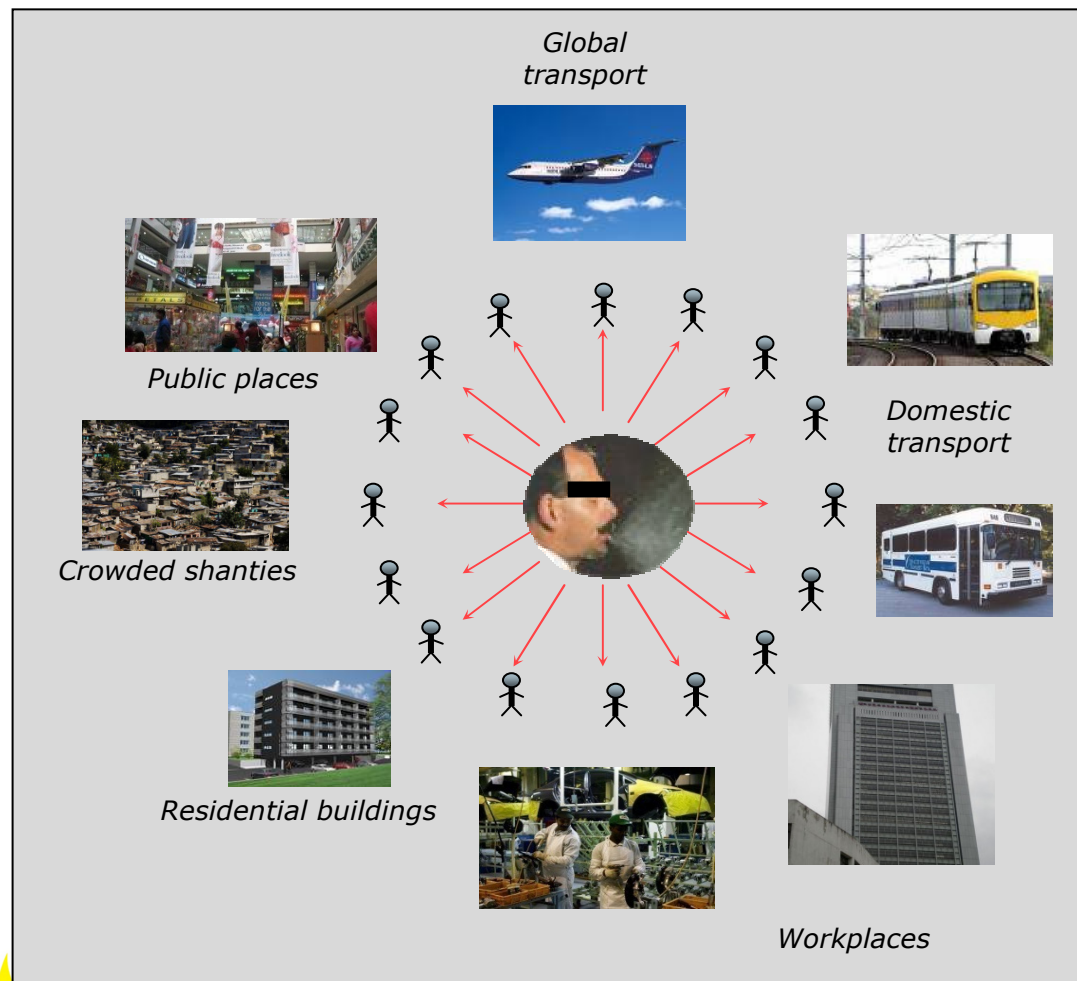 Global
transport
Public places
Domestic
transport
Crowded shanties
Residential buildings
Workplaces